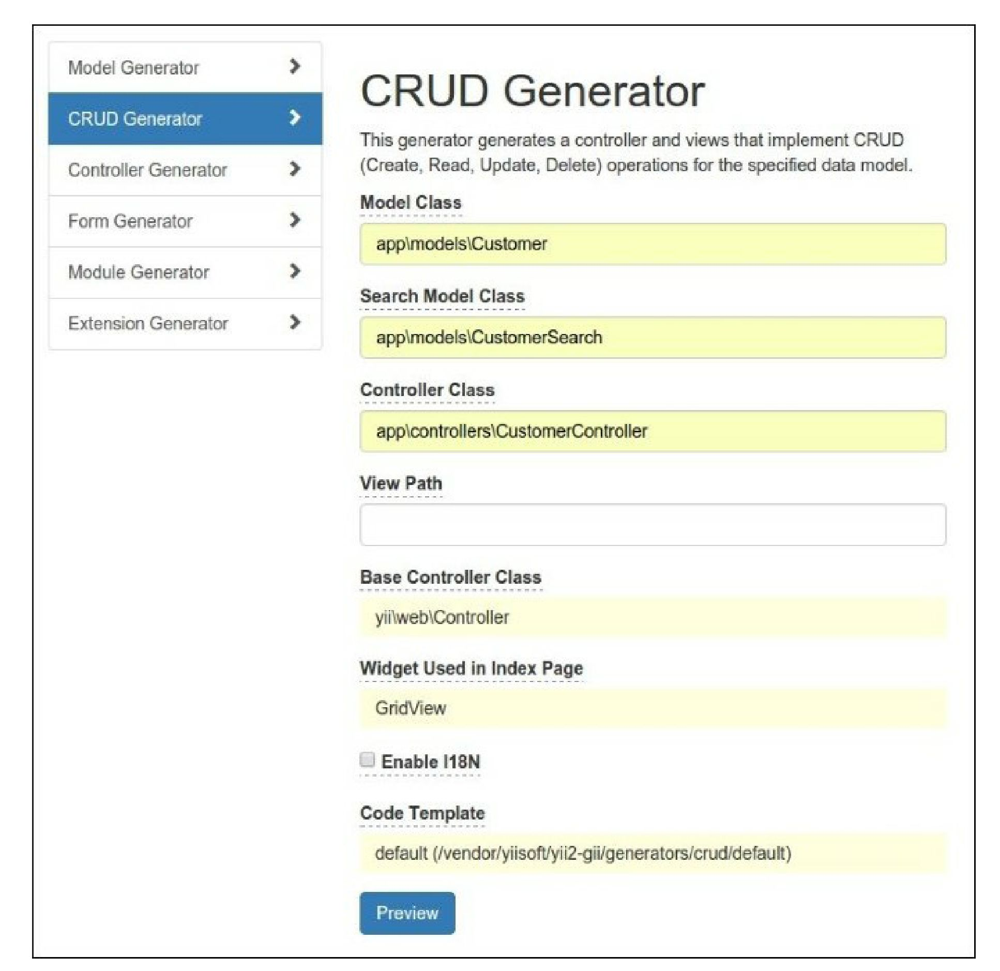 Model Generator
CRUD Generator
Controller Generator
Form Generator
Module Generator
Extension Generator
CRUD Generator
This generator generates a controller and views that implement CRUD
(Create, Read, Update, Delete) operations for the specified data model.
Model Class
app\models\Customer
Search Model Class
app\models\CustomerSearch
Controller Class
app\controllers\CustomerController
View Path
Base Controller Class
yii\web\Controller
Widget Used in Index Page
GridView
Enable I18N
Code Template
default (/vendor/yiisoft/yii2-gii/generators/crud/default)
Preview